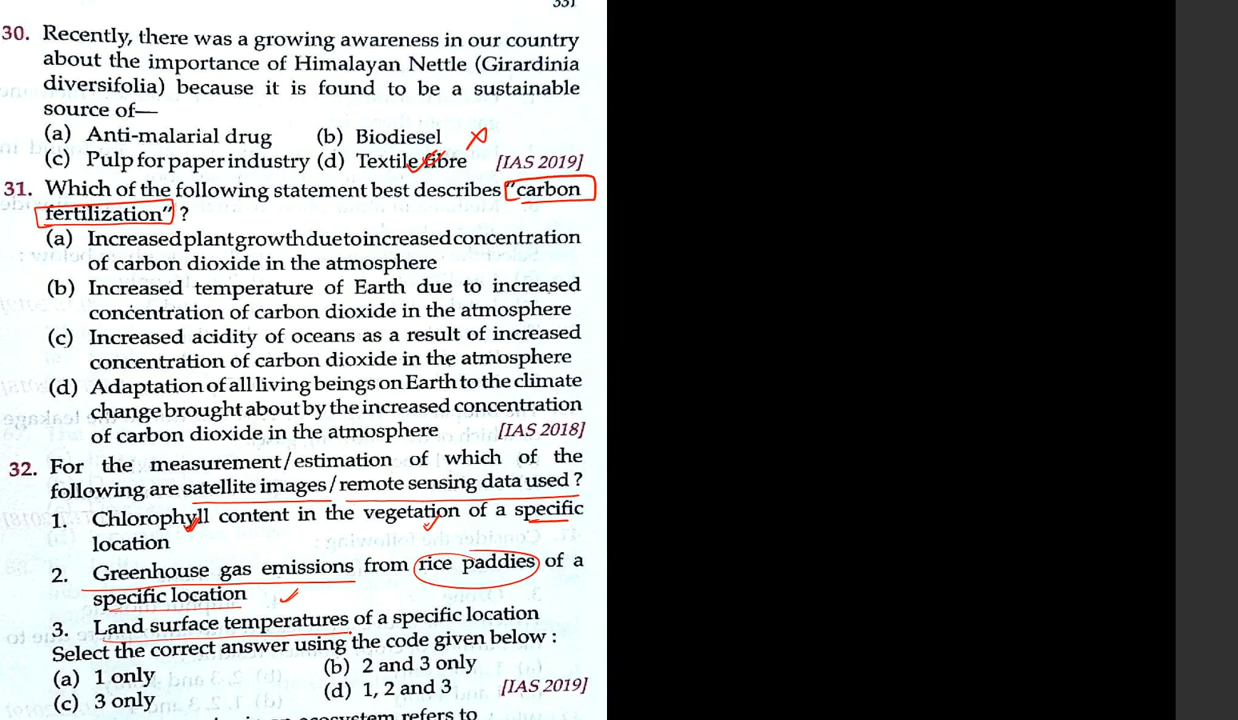 331
30. Recently, there was a growing awareness in our country
about the importance of Himalayan Nettle (Girardinia
diversifolia) because it is found to be a sustainable
source of—
(a) Anti-malarial drug (b) Biodiesel
(c) Pulp for paper industry (d) Textile fibre [IAS 2019]
31. Which of the following statement best describes "carbon
fertilization" ?
(a) Increased plant growth due to increased concentration
of carbon dioxide in the atmosphere
(b) Increased temperature of Earth due to increased
concentration of carbon dioxide in the atmosphere
(c) Increased acidity of oceans as a result of increased
concentration of carbon dioxide in the atmosphere
(d) Adaptation of all living beings on Earth to the climate
change brought about by the increased concentration
of carbon dioxide in the atmosphere [IAS 2018]
32. For the measurement/estimation of which of the
following are satellite images/remote sensing data used ?
1. Chlorophyll content in the vegetation of a specific
location
2. Greenhouse gas emissions from rice paddies of a
specific location
3. Land surface temperatures of a specific location
Select the correct answer using the code given below :
(a) 1 only (b) 2 and 3 only
(c) 3 only (d) 1, 2 and 3 [IAS 2019]
ecosystem refers to